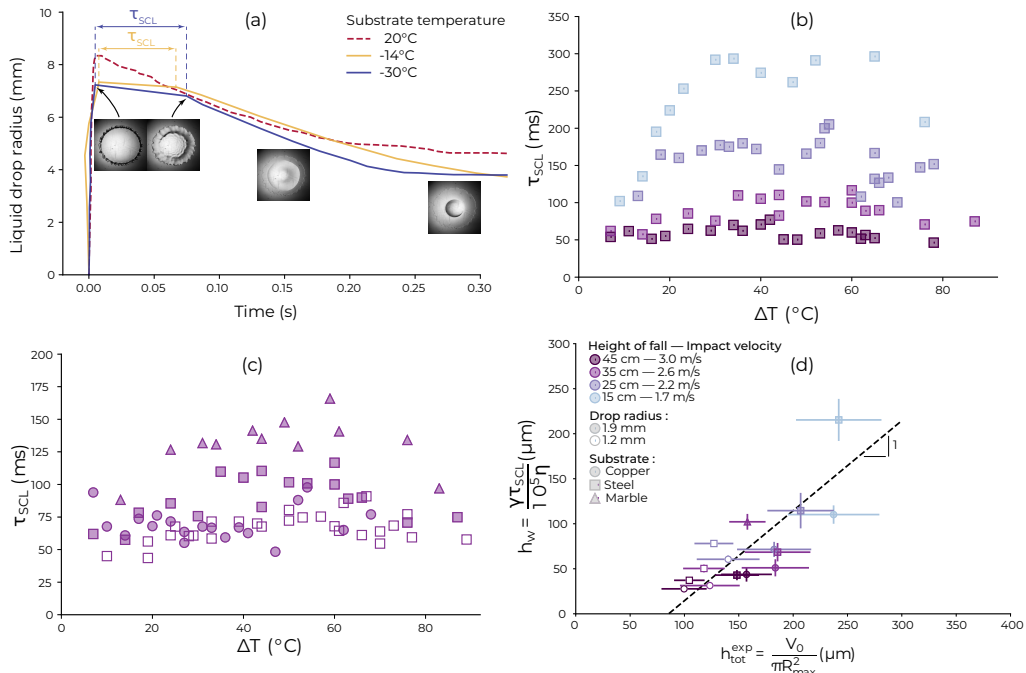 (a)
τSCL
τSCL
Substrate temperature
20°C
-14°C
-30°C
Liquid drop radius (mm)
0
2
4
6
8
10
0.00
0.05
0.10
0.15
0.20
0.25
0.30
Time (s)
(b)
τSCL (ms)
0
50
100
150
200
250
300
350
0
20
40
60
80
ΔT (°C)
(c)
τSCL (ms)
0
25
50
75
100
125
150
175
200
0
20
40
60
80
ΔT (°C)
(d)
Height of fall — Impact velocity
45 cm — 3.0 m/s
35 cm — 2.6 m/s
25 cm — 2.2 m/s
15 cm — 1.7 m/s
Drop radius :
1.9 mm
1.2 mm
Substrate :
Copper
Steel
Marble
1
hw = γτSCL / 10⁵η (μm)
0
50
100
150
200
250
300
0
50
100
150
200
250
300
350
400
h_tot^exp = V₀ / πR²max (μm)